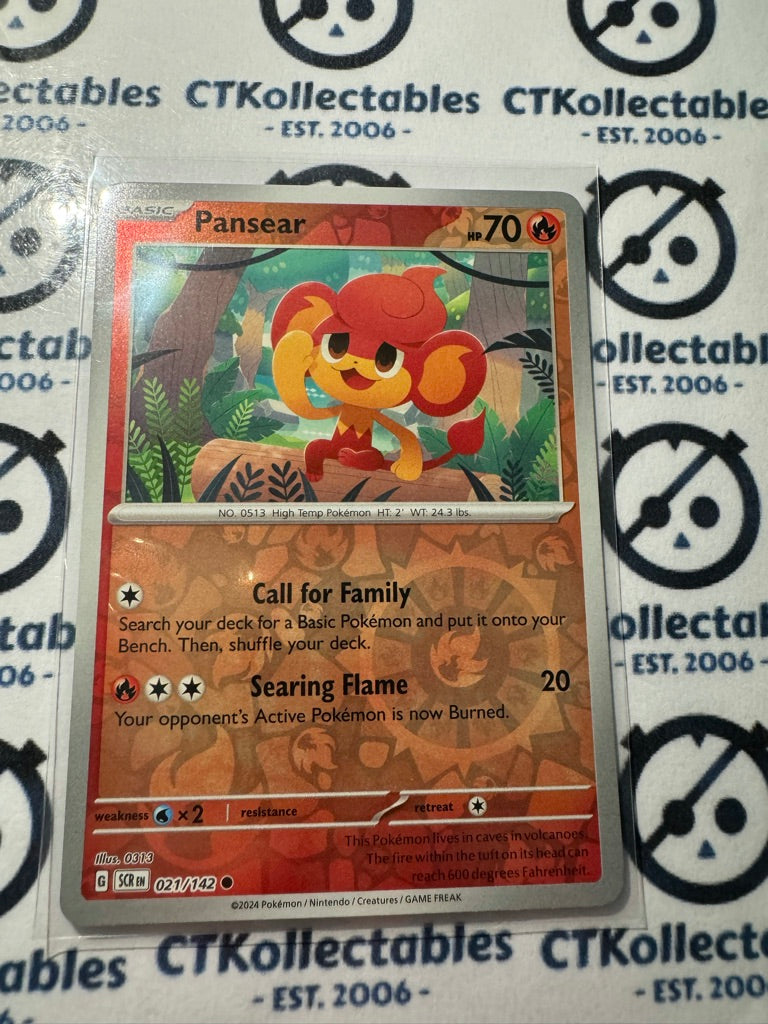 ectables CTKollectables CTKollectable
2006 - - EST. 2006 - - EST. 2006 -
BASIC Pansear HP 70
NO. 0513 High Temp Pokémon HT: 2' WT: 24.3 lbs.
Call for Family
Search your deck for a Basic Pokémon and put it onto your
Bench. Then, shuffle your deck.
Searing Flame 20
Your opponent's Active Pokémon is now Burned.
weakness ×2 resistance retreat
This Pokémon lives in caves in volcanoes.
The fire within the tuft on its head can
reach 600 degrees Fahrenheit.
Illus. 0313
G SCR EN 021/142
©2024 Pokémon / Nintendo / Creatures / GAME FREAK
ctab
006 -
ollectabl
- EST. 2006 -
tab
06 -
ollectab
- EST. 2006 -
ables CTKollectables CTKollectab
06 - - EST. 2006 - - EST. 2006